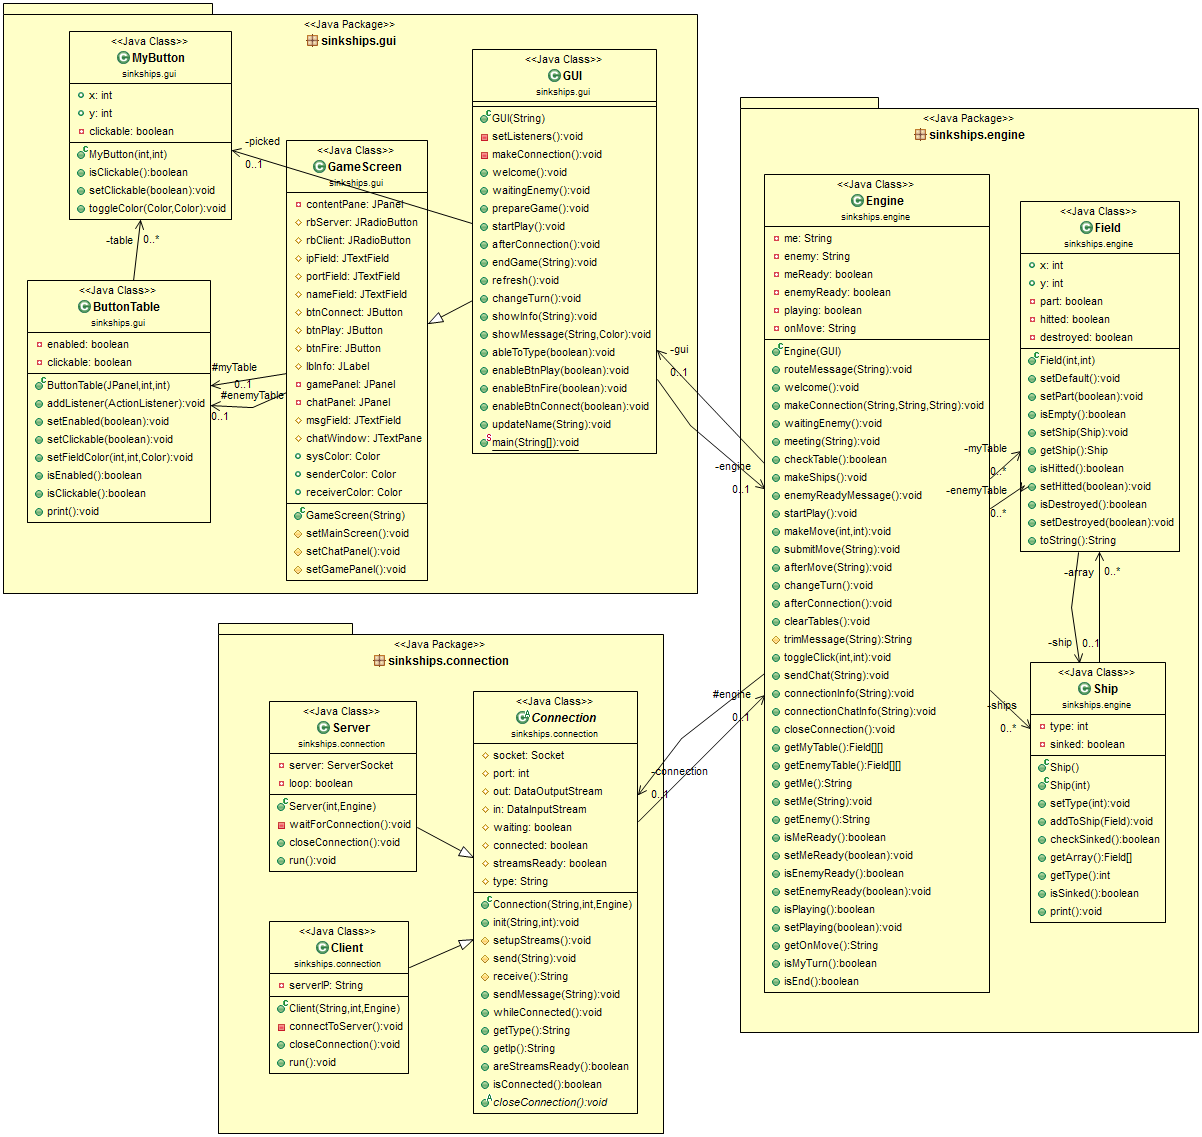 <<Java Package>>
sinkships.gui
<<Java Class>>
MyButton
sinkships.gui
x: int
y: int
clickable: boolean
MyButton(int,int)
isClickable():boolean
setClickable(boolean):void
toggleColor(Color,Color):void
-table
0..*
<<Java Class>>
ButtonTable
sinkships.gui
enabled: boolean
clickable: boolean
ButtonTable(JPanel,int,int)
addListener(ActionListener):void
setEnabled(boolean):void
setClickable(boolean):void
setFieldColor(int,int,Color):void
isEnabled():boolean
isClickable():boolean
print():void
-picked
0..1
#myTable
0..1
#enemyTable
0..1
<<Java Class>>
GameScreen
sinkships.gui
contentPane: JPanel
rbServer: JRadioButton
rbClient: JRadioButton
ipField: JTextField
portField: JTextField
nameField: JTextField
btnConnect: JButton
btnPlay: JButton
btnFire: JButton
lbInfo: JLabel
gamePanel: JPanel
chatPanel: JPanel
msgField: JTextField
chatWindow: JTextPane
sysColor: Color
senderColor: Color
receiverColor: Color
GameScreen(String)
setMainScreen():void
setChatPanel():void
setGamePanel():void
<<Java Class>>
GUI
sinkships.gui
GUI(String)
setListeners():void
makeConnection():void
welcome():void
waitingEnemy():void
prepareGame():void
startPlay():void
afterConnection():void
endGame(String):void
refresh():void
changeTurn():void
showInfo(String):void
showMessage(String,Color):void
ableToType(boolean):void
enableBtnPlay(boolean):void
enableBtnFire(boolean):void
enableBtnConnect(boolean):void
updateName(String):void
main(String[]):void
-gui
0..1
-engine
0..1
<<Java Package>>
sinkships.engine
<<Java Class>>
Engine
sinkships.engine
me: String
enemy: String
meReady: boolean
enemyReady: boolean
playing: boolean
onMove: String
Engine(GUI)
routeMessage(String):void
welcome():void
makeConnection(String,String,String):void
waitingEnemy():void
meeting(String):void
checkTable():boolean
makeShips():void
enemyReadyMessage():void
startPlay():void
makeMove(int,int):void
submitMove(String):void
afterMove(String):void
changeTurn():void
afterConnection():void
clearTables():void
trimMessage(String):String
toggleClick(int,int):void
sendChat(String):void
connectionInfo(String):void
connectionChatInfo(String):void
closeConnection():void
getMyTable():Field[][]
getEnemyTable():Field[][]
getMe():String
setMe(String):void
getEnemy():String
isMeReady():boolean
setMeReady(boolean):void
isEnemyReady():boolean
setEnemyReady(boolean):void
isPlaying():boolean
setPlaying(boolean):void
getOnMove():String
isMyTurn():boolean
isEnd():boolean
-myTable
0..*
-enemyTable
0..*
<<Java Class>>
Field
sinkships.engine
x: int
y: int
part: boolean
hitted: boolean
destroyed: boolean
Field(int,int)
setDefault():void
setPart(boolean):void
isEmpty():boolean
setShip(Ship):void
getShip():Ship
isHitted():boolean
setHitted(boolean):void
isDestroyed():boolean
setDestroyed(boolean):void
toString():String
-array
0..*
-ship
0..1
-ships
0..*
<<Java Class>>
Ship
sinkships.engine
type: int
sinked: boolean
Ship()
Ship(int)
setType(int):void
addToShip(Field):void
checkSinked():boolean
getArray():Field[]
getType():int
isSinked():boolean
print():void
<<Java Package>>
sinkships.connection
<<Java Class>>
Server
sinkships.connection
server: ServerSocket
loop: boolean
Server(int,Engine)
waitForConnection():void
closeConnection():void
run():void
<<Java Class>>
Client
sinkships.connection
serverIP: String
Client(String,int,Engine)
connectToServer():void
closeConnection():void
run():void
<<Java Class>>
Connection
sinkships.connection
socket: Socket
port: int
out: DataOutputStream
in: DataInputStream
waiting: boolean
connected: boolean
streamsReady: boolean
type: String
Connection(String,int,Engine)
init(String,int):void
setupStreams():void
send(String):void
receive():String
sendMessage(String):void
whileConnected():void
getType():String
getIp():String
areStreamsReady():boolean
isConnected():boolean
closeConnection():void
#engine
0..1
-connection
0..1